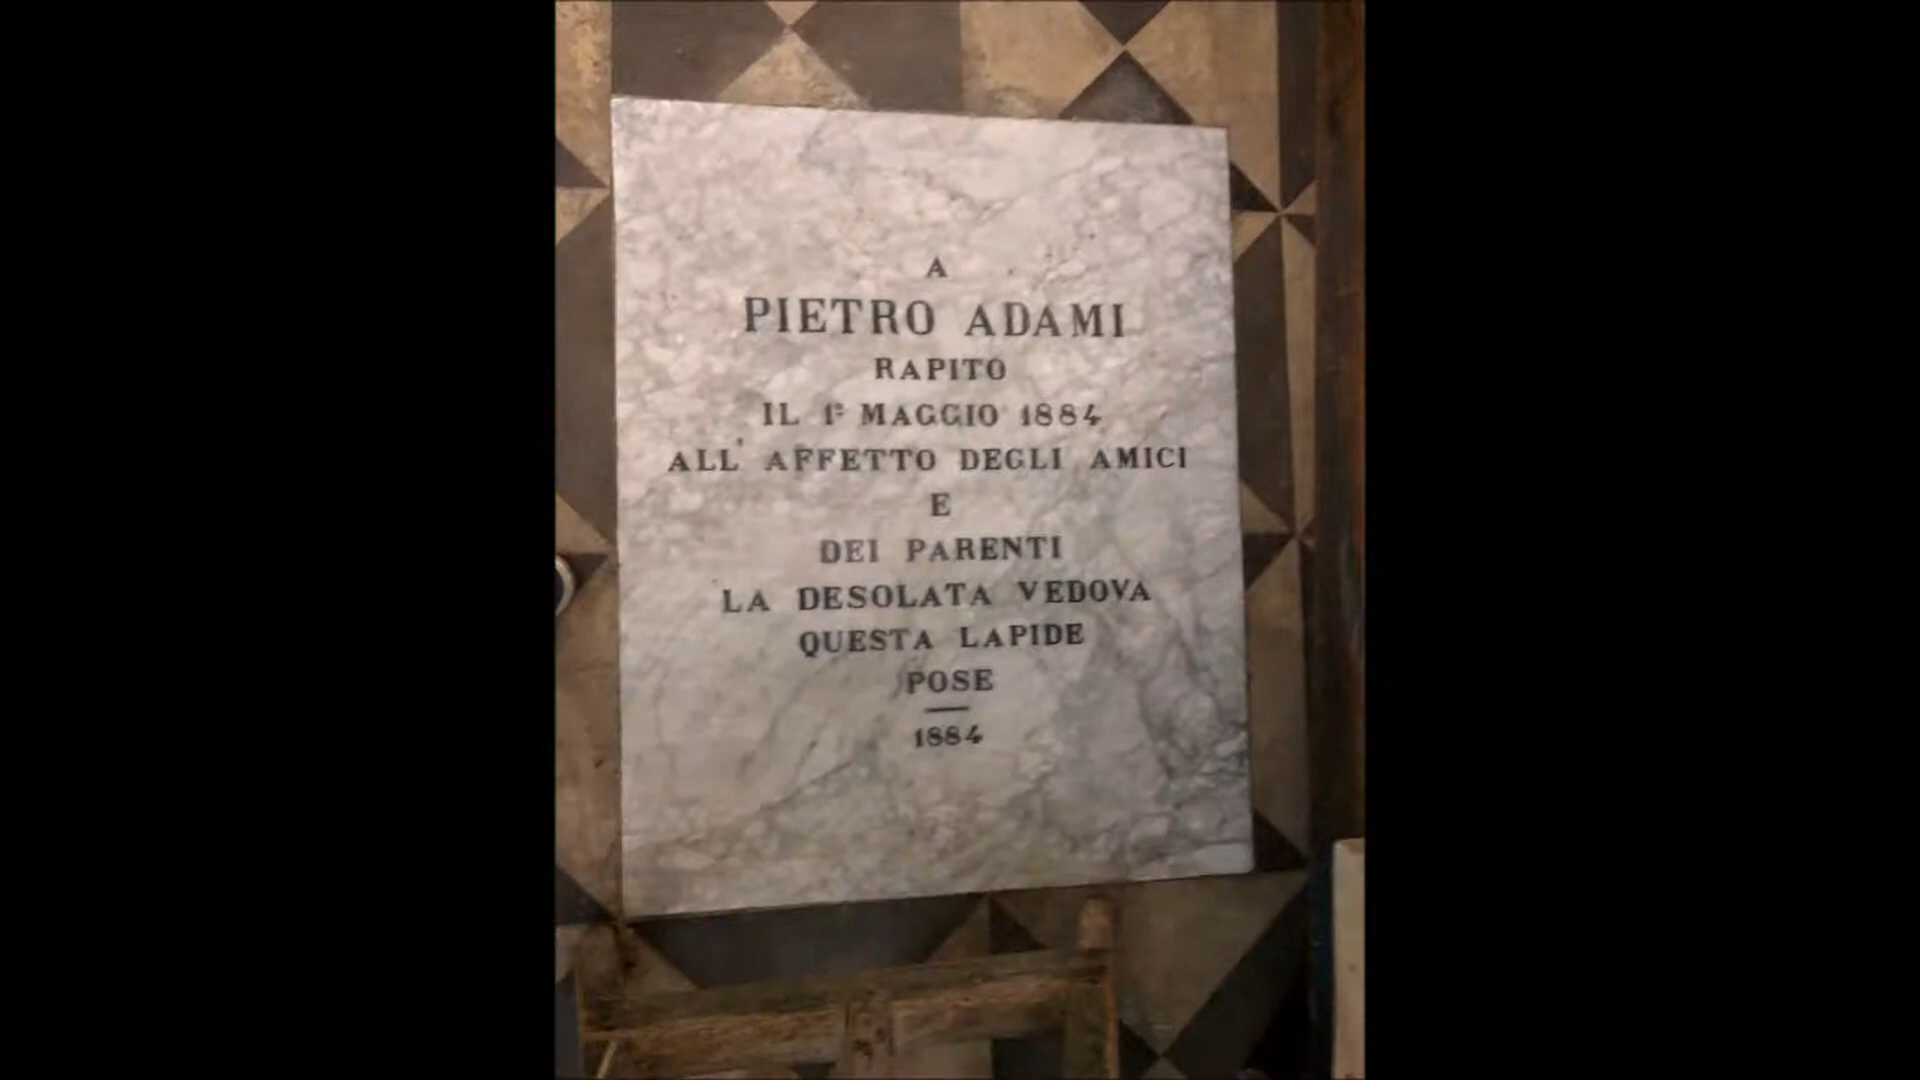 A
PIETRO ADAMI
RAPITO
IL 1º MAGGIO 1884
ALL' AFFETTO DEGLI AMICI
E
DEI PARENTI
LA DESOLATA VEDOVA
QUESTA LAPIDE
POSE
1884